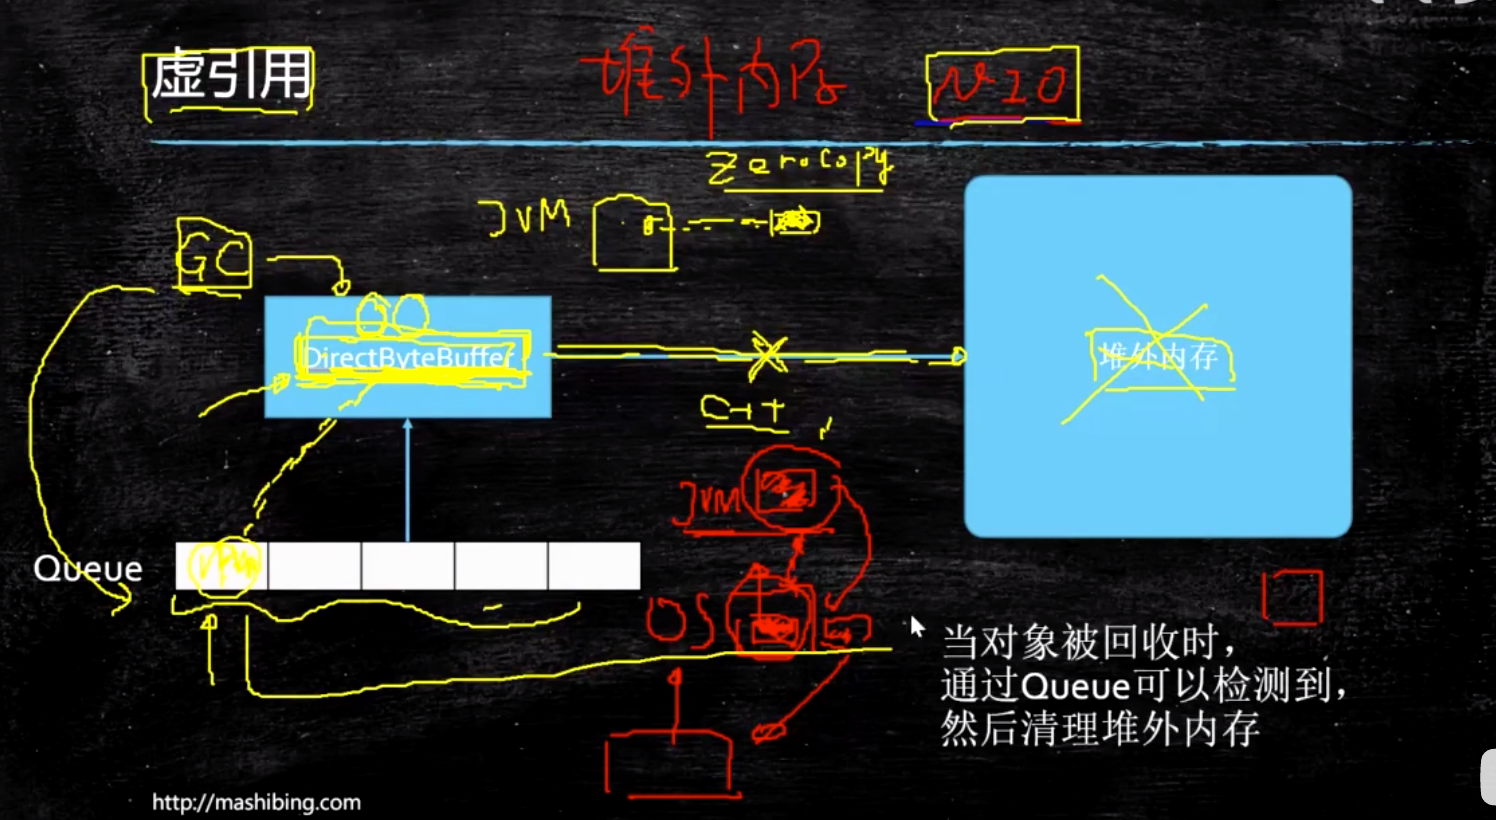 虚引用
堆外内存
NIO
ZeroCopy
JVM
GC
DirectByteBuffer
堆外内存
C++
JVM
Queue
OS
当对象被回收时，
通过Queue可以检测到，
然后清理堆外内存
http://mashibing.com